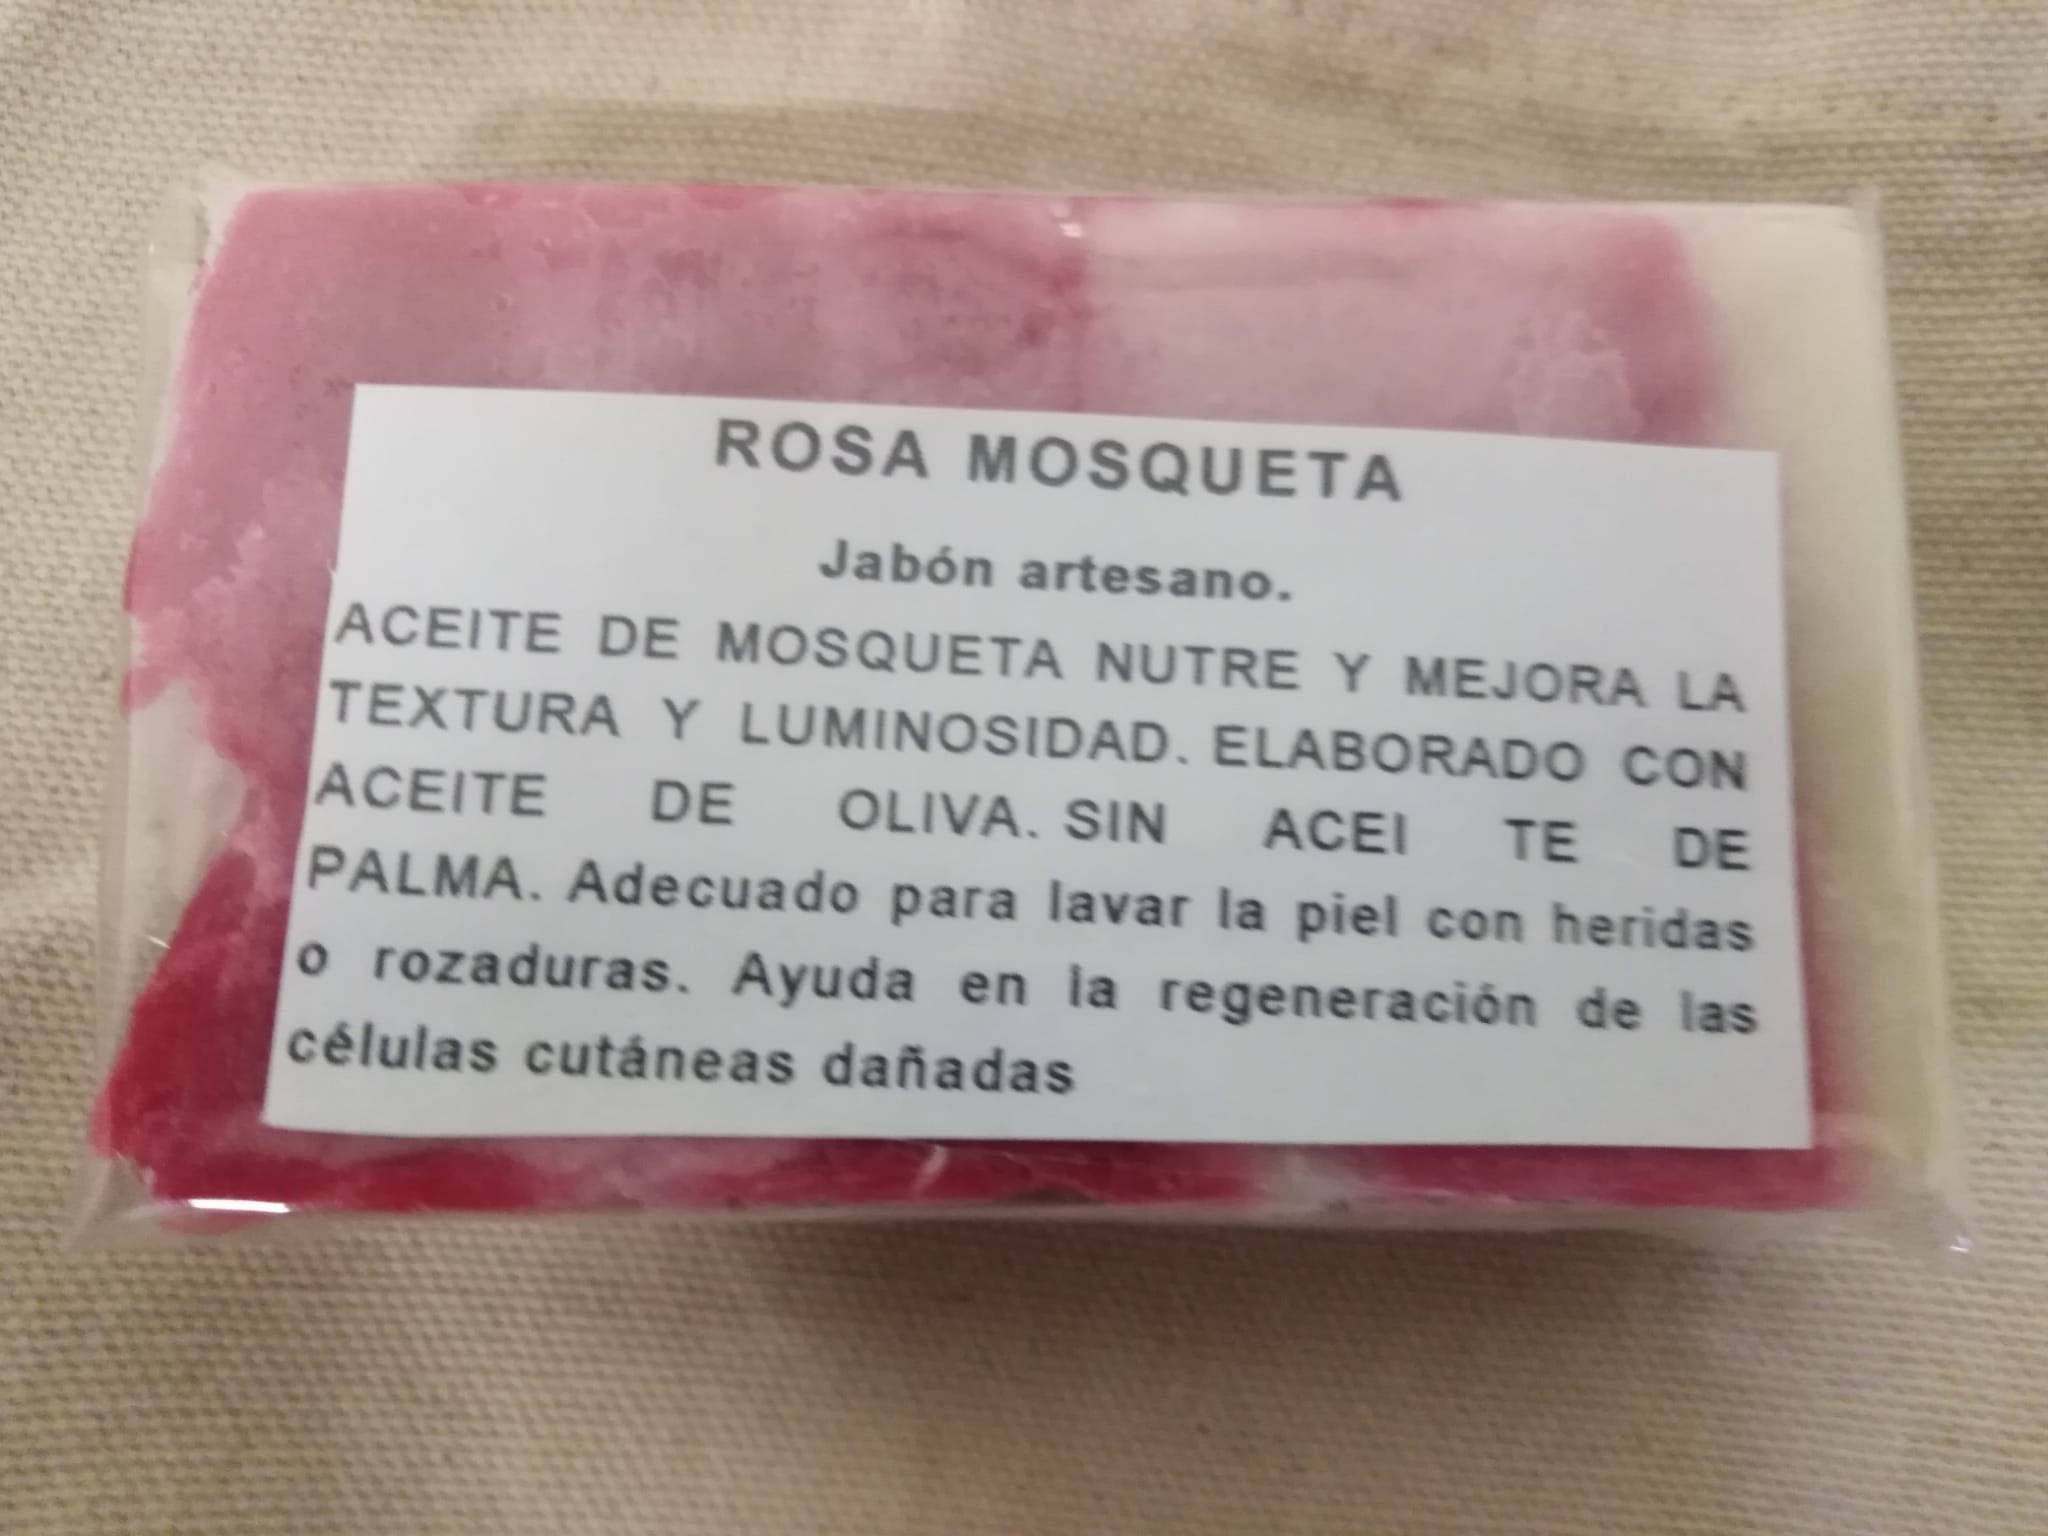 ROSA MOSQUETA
Jabón artesano.
ACEITE DE MOSQUETA NUTRE Y MEJORA LA
TEXTURA Y LUMINOSIDAD. ELABORADO CON
ACEITE DE OLIVA. SIN ACEI TE DE
PALMA. Adecuado para lavar la piel con heridas
o rozaduras. Ayuda en la regeneración de las
células cutáneas dañadas